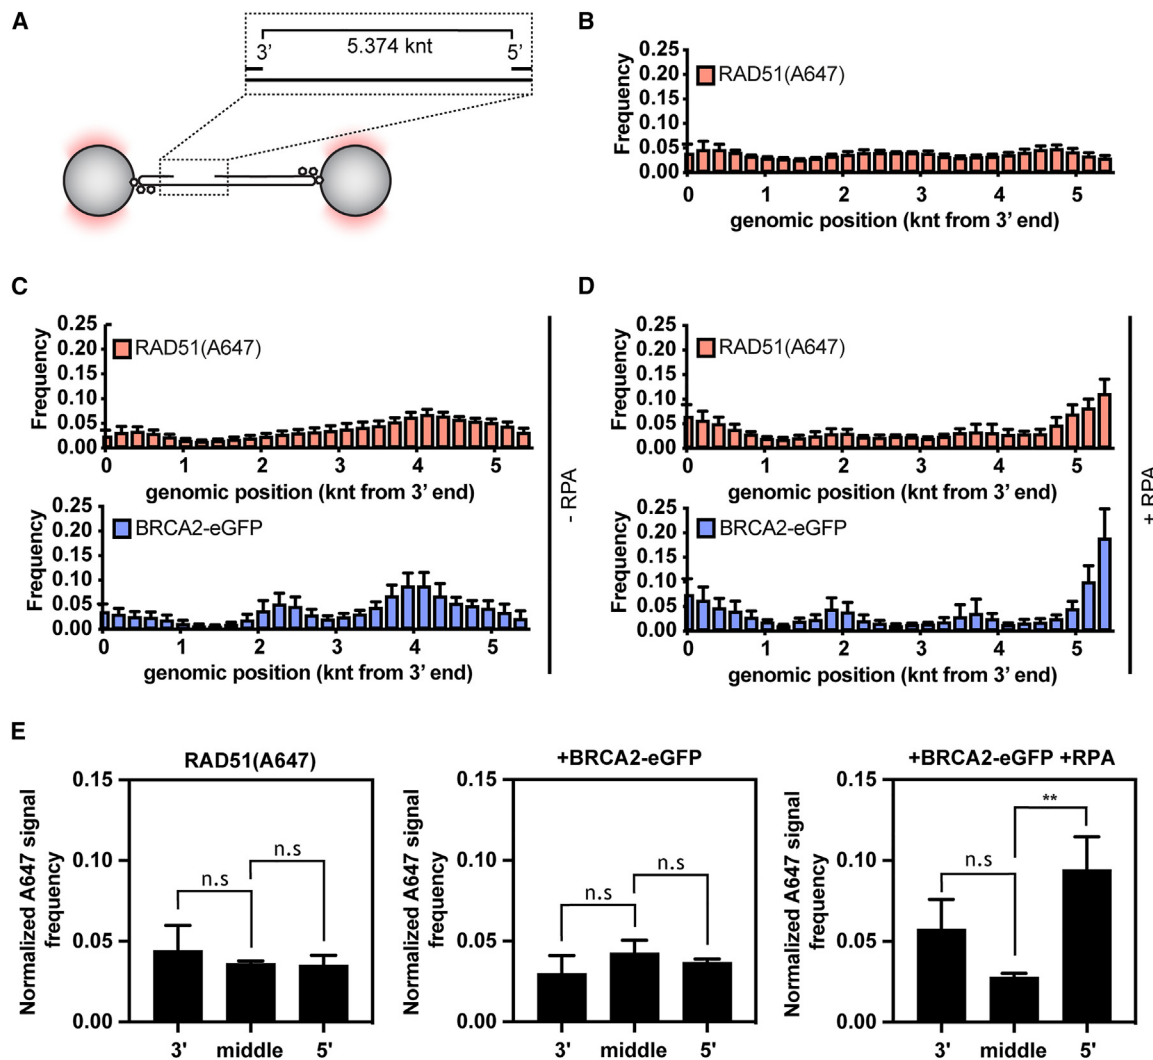 A
3’
5.374 knt
5’
B
0.25
0.20
0.15
0.10
0.05
0.00
Frequency
RAD51(A647)
0 1 2 3 4 5
genomic position (knt from 3’ end)
C
0.25
0.20
0.15
0.10
0.05
0.00
Frequency
RAD51(A647)
0 1 2 3 4 5
genomic position (knt from 3’ end)
0.25
0.20
0.15
0.10
0.05
0.00
Frequency
BRCA2-eGFP
0 1 2 3 4 5
genomic position (knt from 3’ end)
- RPA
D
0.25
0.20
0.15
0.10
0.05
0.00
Frequency
RAD51(A647)
0 1 2 3 4 5
genomic position (knt from 3’ end)
0.25
0.20
0.15
0.10
0.05
0.00
Frequency
BRCA2-eGFP
0 1 2 3 4 5
genomic position (knt from 3’ end)
+ RPA
E
RAD51(A647)
Normalized A647 signal
frequency
0.15
0.10
0.05
0.00
n.s
n.s
3' middle 5'
+BRCA2-eGFP
Normalized A647 signal
frequency
0.15
0.10
0.05
0.00
n.s
n.s
3' middle 5'
+BRCA2-eGFP +RPA
Normalized A647 signal
frequency
0.15
0.10
0.05
0.00
**
n.s
3' middle 5'